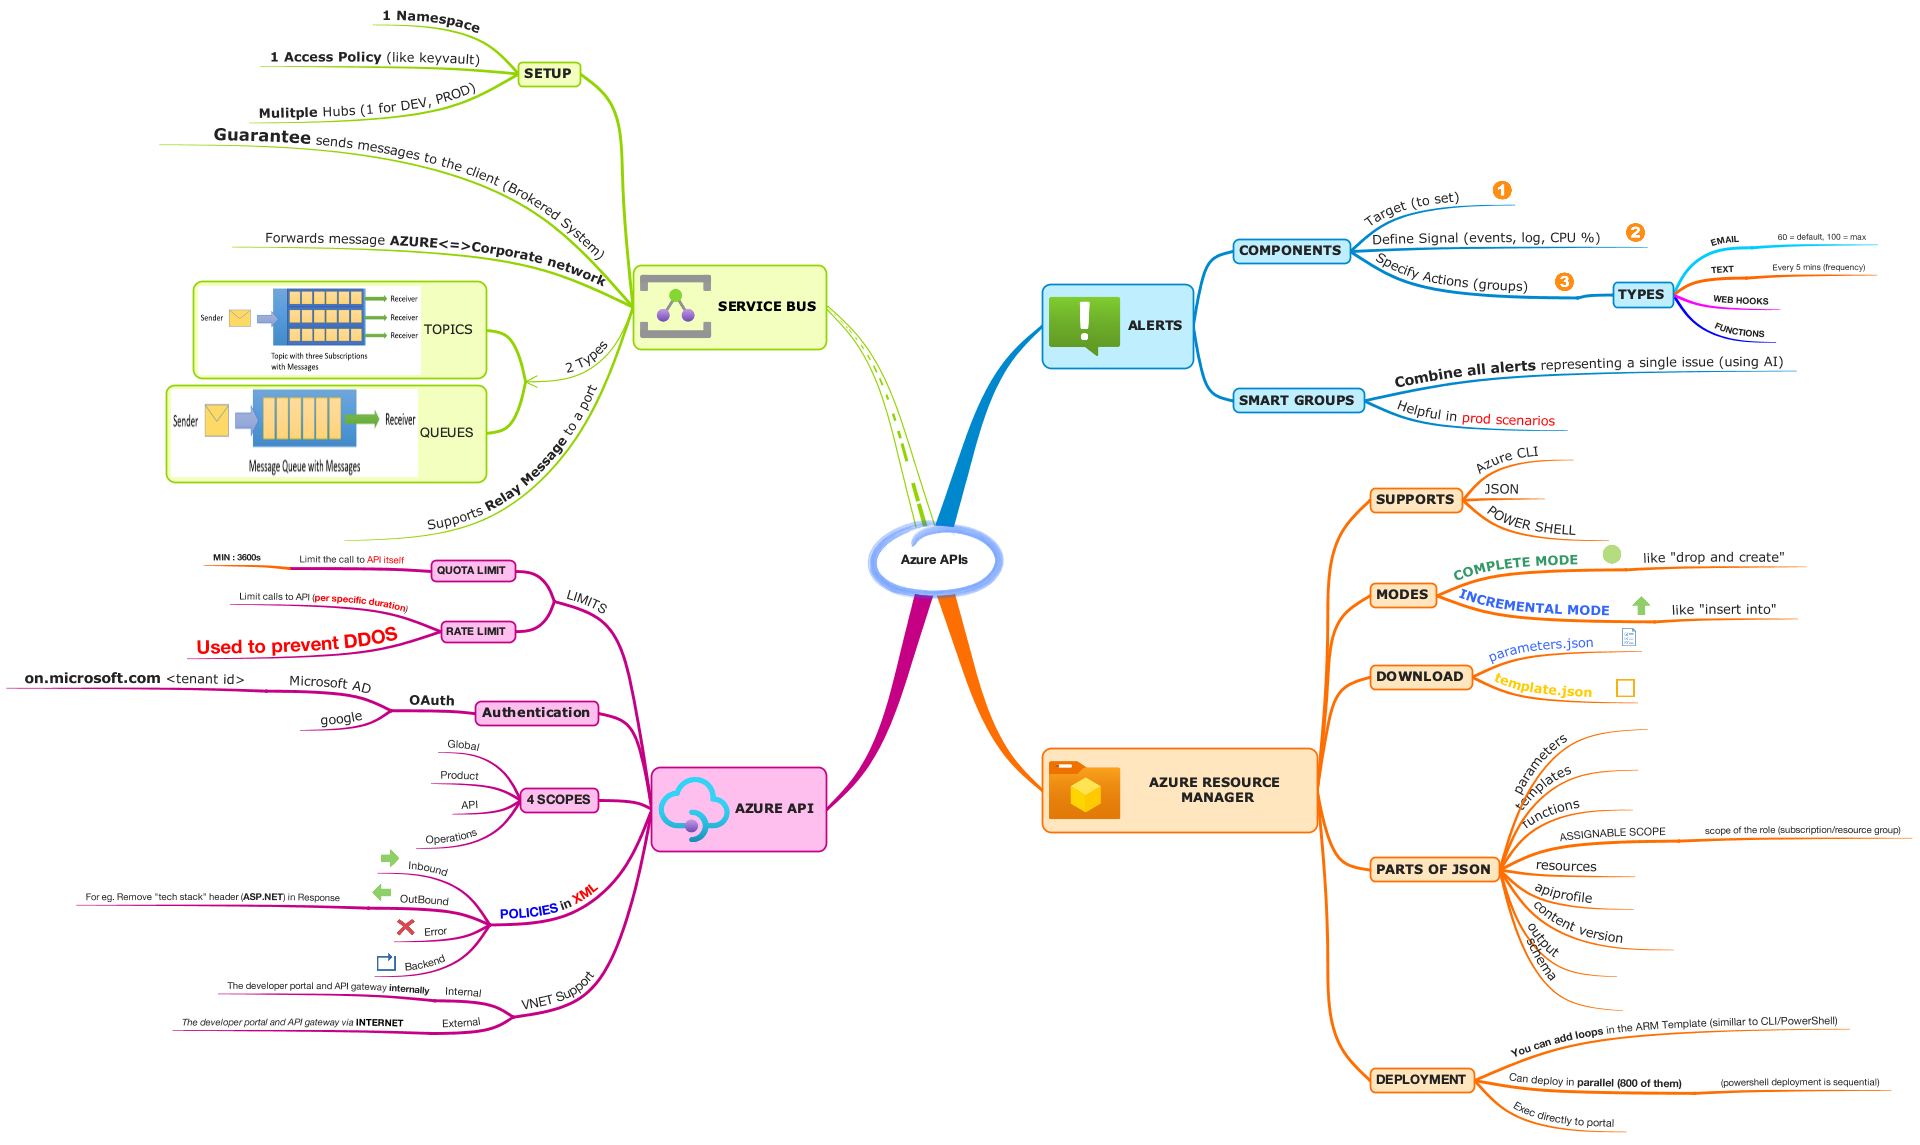 Azure APIs
SERVICE BUS
SETUP
1 Namespace
1 Access Policy (like keyvault)
Mulitple Hubs (1 for DEV, PROD)
Guarantee sends messages to the client (Brokered System)
Forwards message AZURE<=>Corporate network
2 Types
TOPICS
Sender
Receiver
Receiver
Receiver
Topic with three Subscriptions
with Messages
QUEUES
Sender
Receiver
Message Queue with Messages
Supports Relay Message to a port
ALERTS
COMPONENTS
Target (to set)
1
Define Signal (events, log, CPU %)
2
Specify Actions (groups)
3
TYPES
EMAIL
60 = default, 100 = max
TEXT
Every 5 mins (frequency)
WEB HOOKS
FUNCTIONS
SMART GROUPS
Combine all alerts representing a single issue (using AI)
Helpful in prod scenarios
AZURE API
LIMITS
QUOTA LIMIT
Limit the call to API itself
MIN : 3600s
RATE LIMIT
Limit calls to API (per specific duration)
Used to prevent DDOS
Authentication
OAuth
Microsoft AD
on.microsoft.com <tenant id>
google
4 SCOPES
Global
Product
API
Operations
POLICIES in XML
Inbound
OutBound
For eg. Remove "tech stack" header (ASP.NET) in Response
Error
Backend
VNET Support
Internal
The developer portal and API gateway internally
External
The developer portal and API gateway via INTERNET
AZURE RESOURCE
MANAGER
SUPPORTS
Azure CLI
JSON
POWER SHELL
MODES
COMPLETE MODE
like "drop and create"
INCREMENTAL MODE
like "insert into"
DOWNLOAD
parameters.json
template.json
PARTS OF JSON
parameters
templates
functions
ASSIGNABLE SCOPE
scope of the role (subscription/resource group)
resources
apiprofile
content version
output
schema
DEPLOYMENT
You can add loops in the ARM Template (simillar to CLI/PowerShell)
Can deploy in parallel (800 of them)
(powershell deployment is sequential)
Exec directly to portal